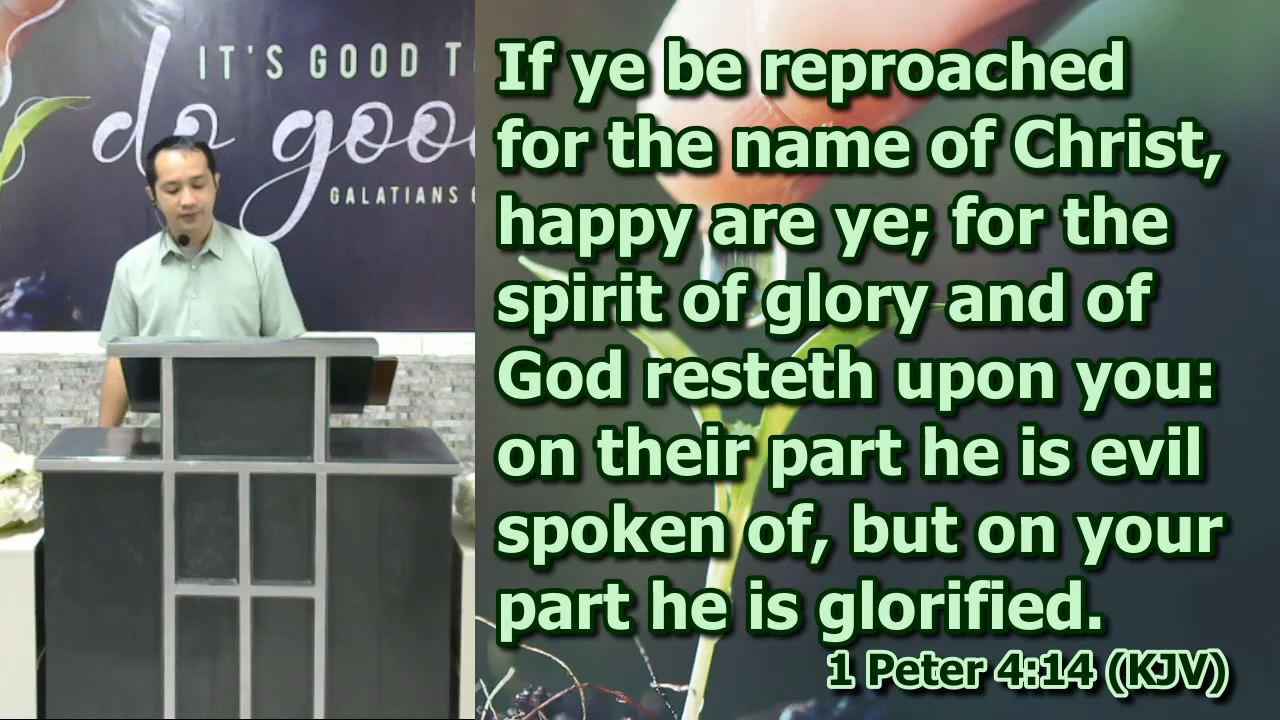 IT'S GOOD T
do goo
GALATIANS 6
If ye be reproached
for the name of Christ,
happy are ye; for the
spirit of glory and of
God resteth upon you:
on their part he is evil
spoken of, but on your
part he is glorified.
1 Peter 4:14 (KJV)